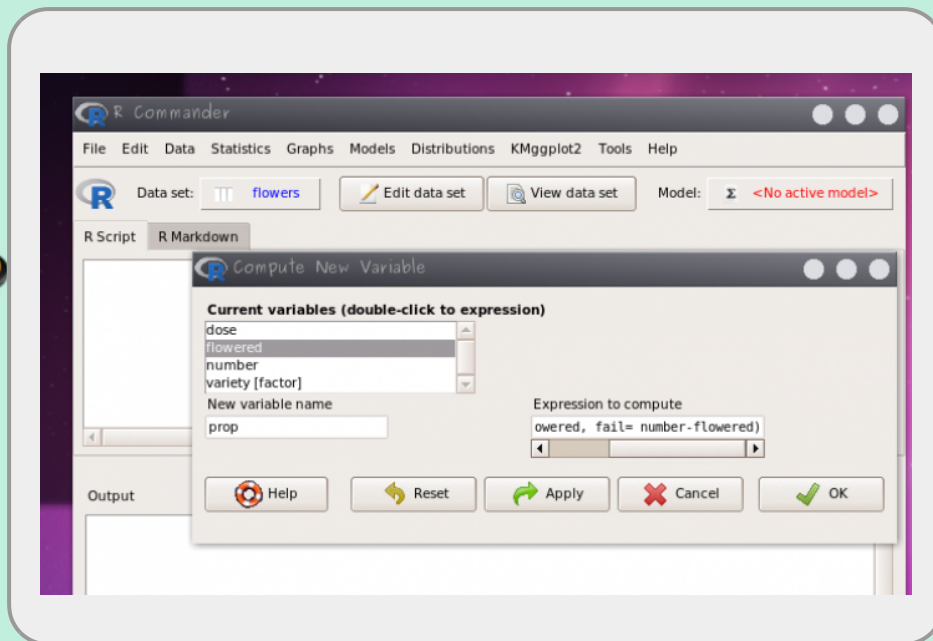 R Commander
File Edit Data Statistics Graphs Models Distributions KMggplot2 Tools Help
R Data set: flowers Edit data set View data set Model: Σ <No active model>
R Script R Markdown
R Compute New Variable
Current variables (double-click to expression)
dose
flowered
number
variety [factor]
New variable name Expression to compute
prop owered, fail= number-flowered)
Help Reset Apply Cancel OK
Output